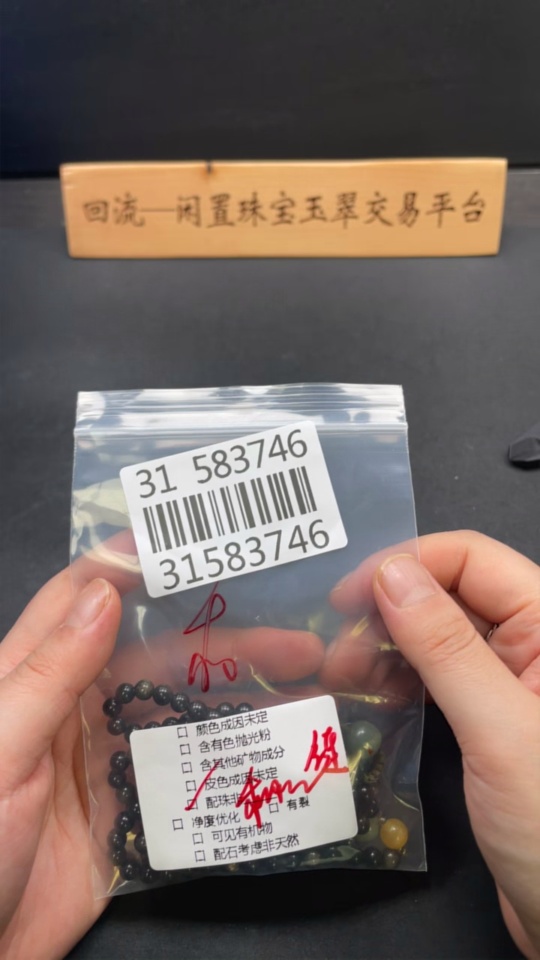 回流—闲置珠宝玉翠交易平台
31 583746
31583746
□ 颜色成因未定
□ 含有色抛光粉
□ 含其他矿物成分
□ 皮色成因未定
□ 配珠非
□ 净度优化 □ 有裂
□ 可见有机物
□ 配石考虑非天然